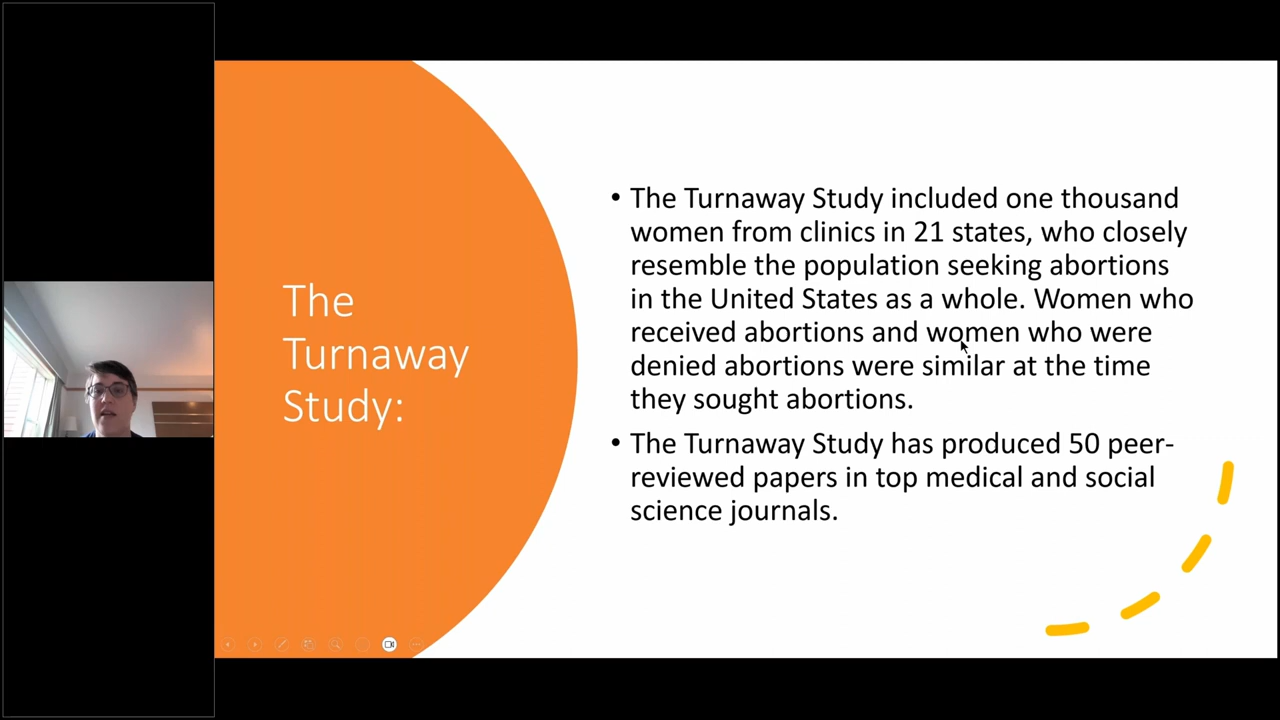 The
Turnaway
Study:
• The Turnaway Study included one thousand
women from clinics in 21 states, who closely
resemble the population seeking abortions
in the United States as a whole. Women who
received abortions and women who were
denied abortions were similar at the time
they sought abortions.
• The Turnaway Study has produced 50 peer-
reviewed papers in top medical and social
science journals.